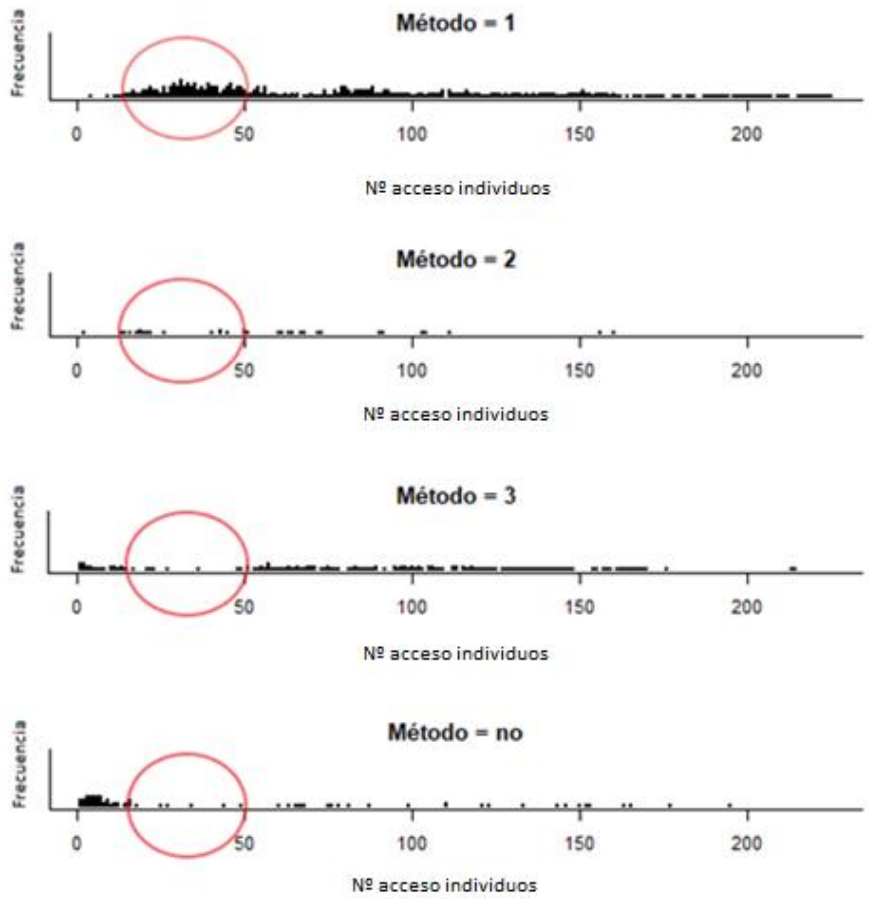 Método = 1
Frecuencia
0 50 100 150 200
Nº acceso individuos
Método = 2
Frecuencia
0 50 100 150 200
Nº acceso individuos
Método = 3
Frecuencia
0 50 100 150 200
Nº acceso individuos
Método = no
Frecuencia
0 50 100 150 200
Nº acceso individuos